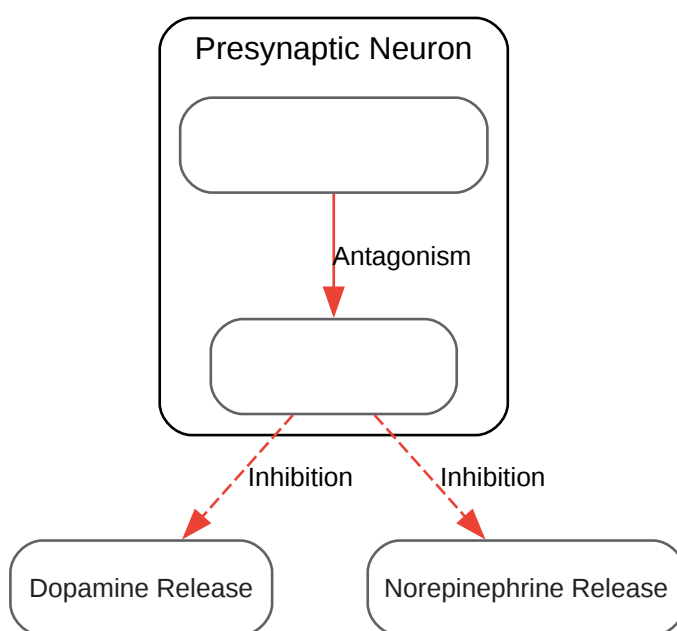 Presynaptic Neuron
Antagonism
Inhibition
Inhibition
Dopamine Release
Norepinephrine Release